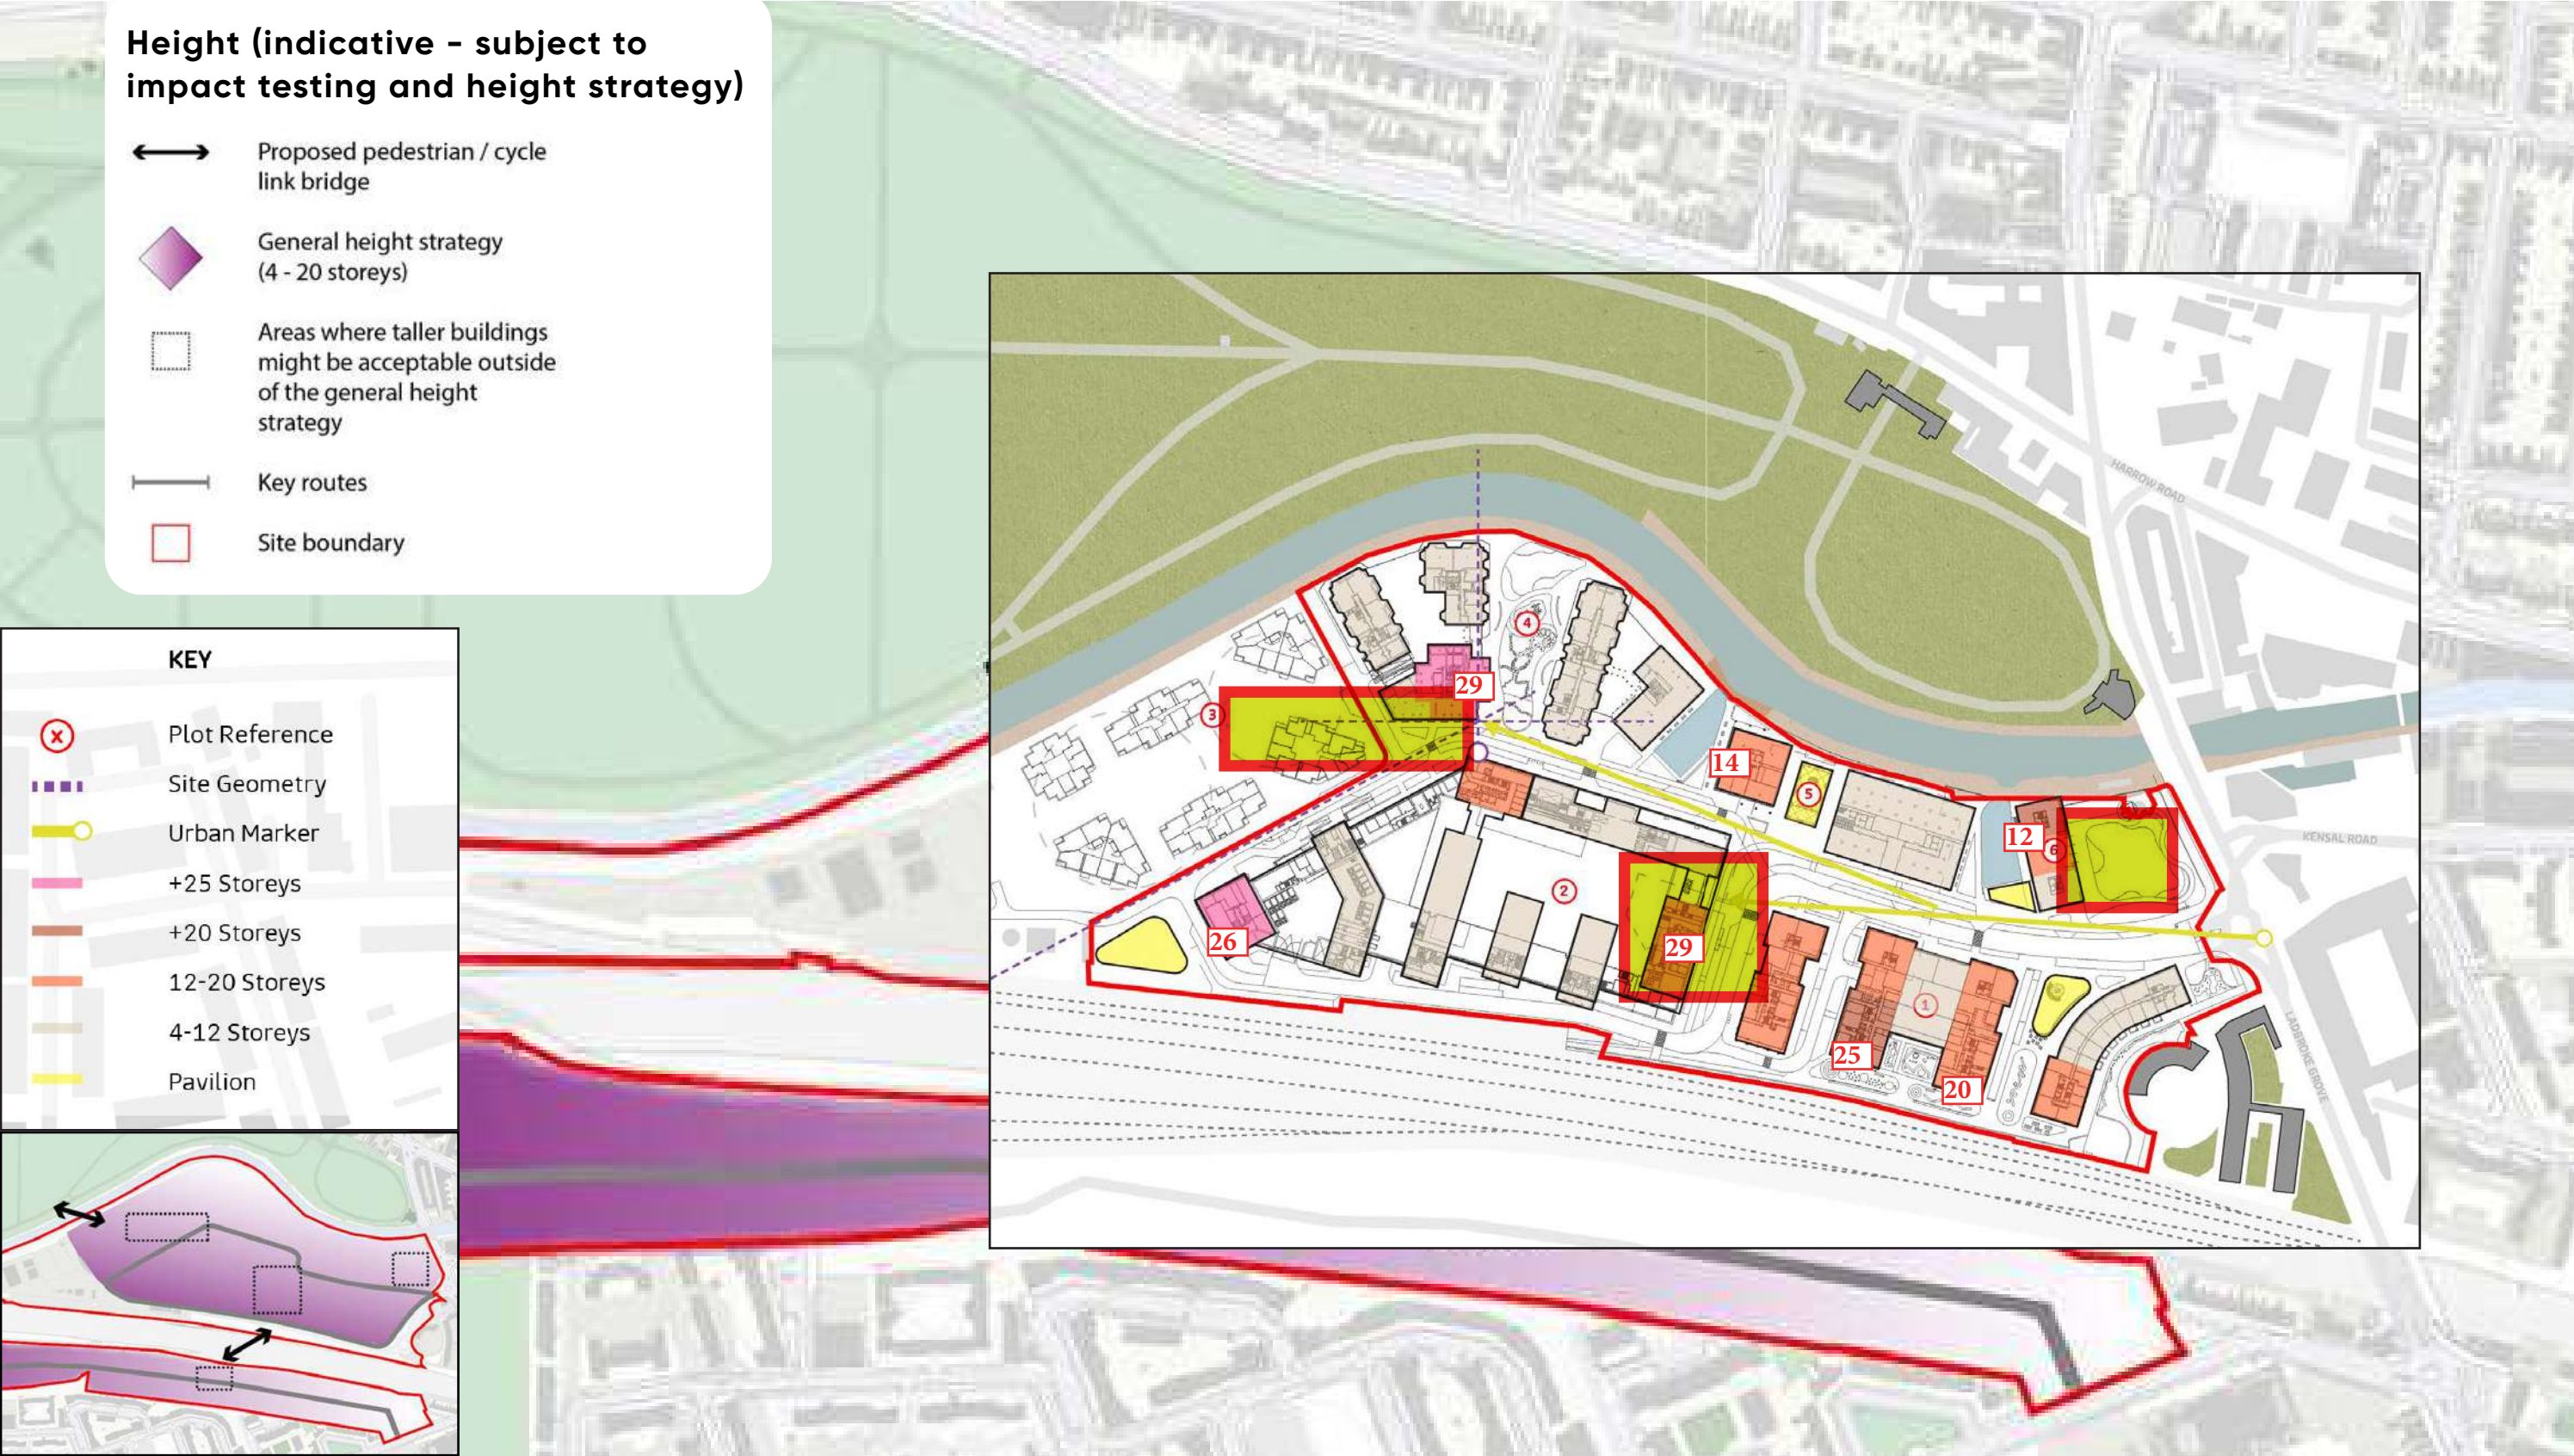 Height (indicative - subject to
impact testing and height strategy)
Proposed pedestrian / cycle
link bridge
General height strategy
(4 - 20 storeys)
Areas where taller buildings
might be acceptable outside
of the general height
strategy
Key routes
Site boundary
KEY
x
Plot Reference
Site Geometry
Urban Marker
+25 Storeys
+20 Storeys
12-20 Storeys
4-12 Storeys
Pavilion
HARROW ROAD
4
29
3
14
5
12
6
KENSAL ROAD
2
26
29
1
25
20
LADBROKE GROVE